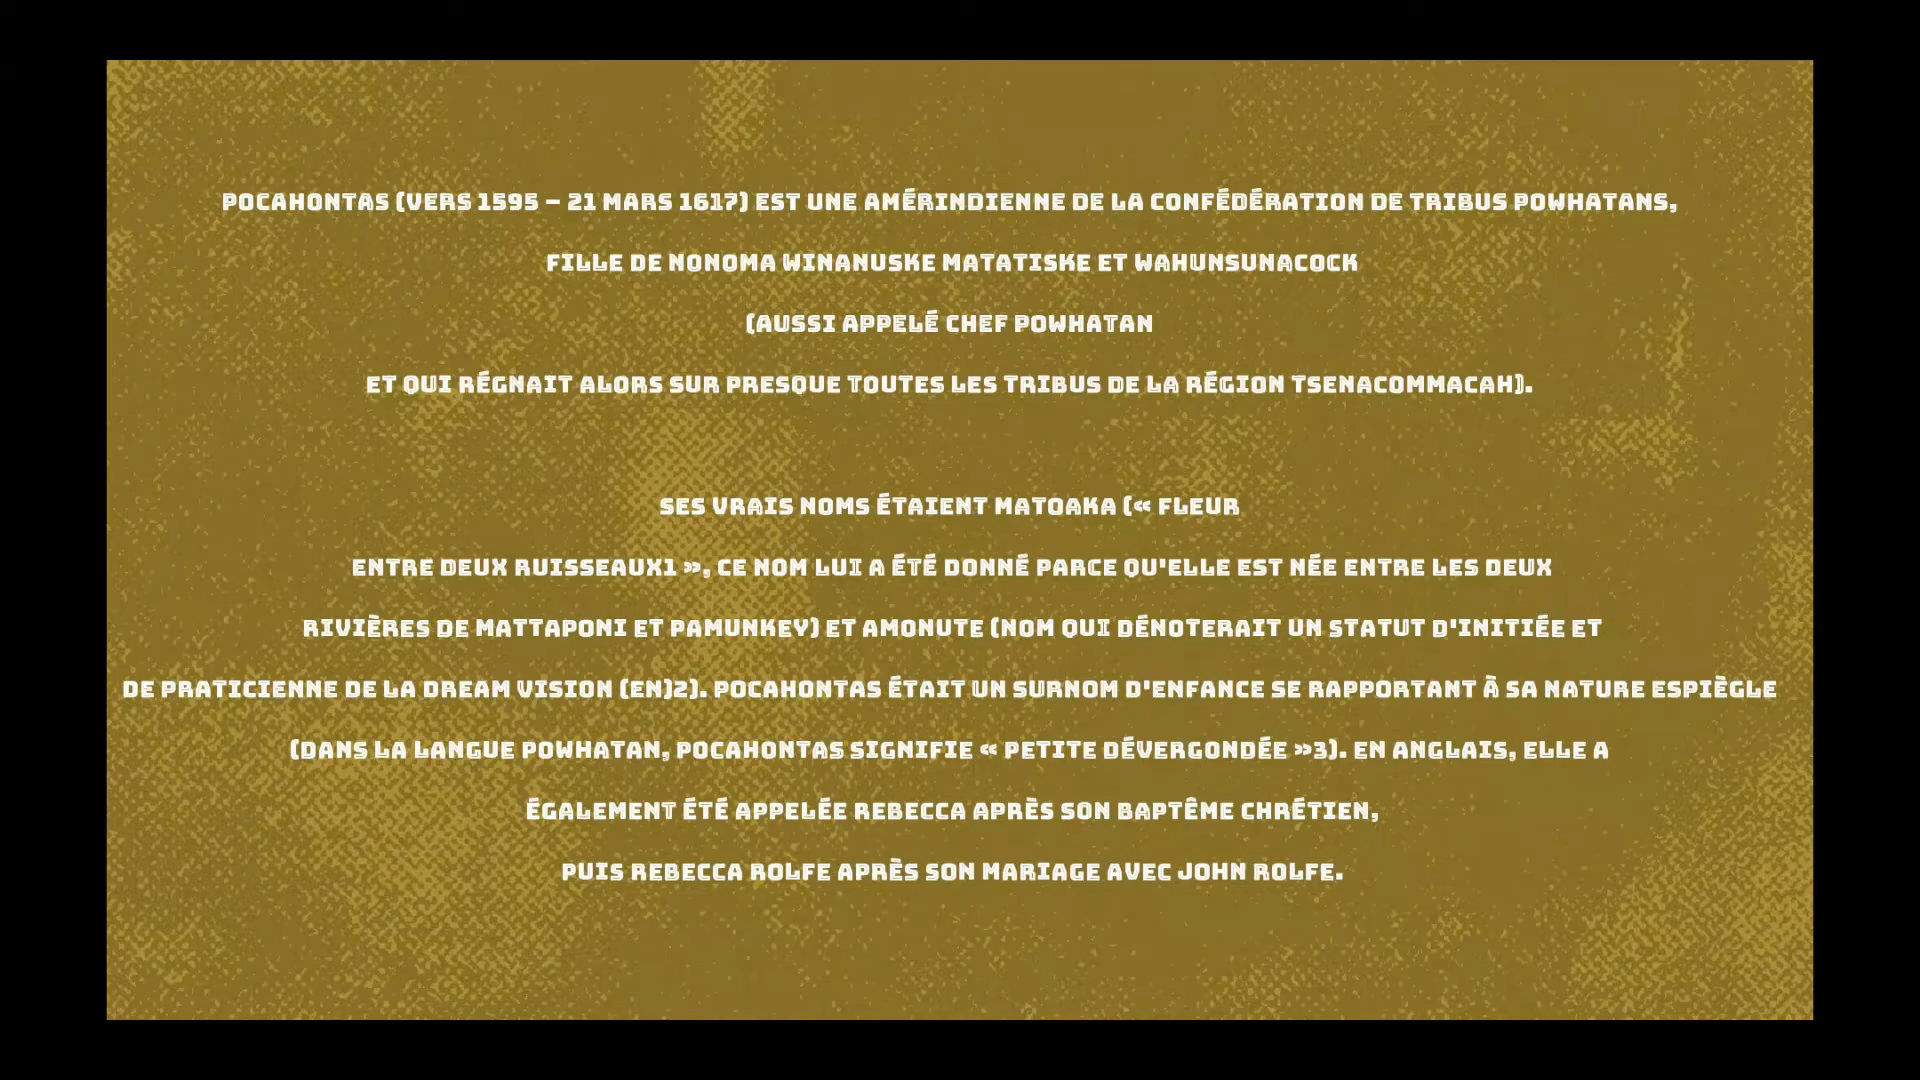 POCAHONTAS (VERS 1595 – 21 MARS 1617) EST UNE AMÉRINDIENNE DE LA CONFÉDÉRATION DE TRIBUS POWHATANS,
FILLE DE NONOMA WINANUSKE MATATISKE ET WAHUNSUNACOCK
(AUSSI APPELÉ CHEF POWHATAN
ET QUI RÉGNAIT ALORS SUR PRESQUE TOUTES LES TRIBUS DE LA RÉGION TSENACOMMACAH).
SES VRAIS NOMS ÉTAIENT MATOAKA (« FLEUR
ENTRE DEUX RUISSEAUX1 », CE NOM LUI A ÉTÉ DONNÉ PARCE QU'ELLE EST NÉE ENTRE LES DEUX
RIVIÈRES DE MATTAPONI ET PAMUNKEY) ET AMONUTE (NOM QUI DÉNOTERAIT UN STATUT D'INITIÉE ET
DE PRATICIENNE DE LA DREAM VISION (EN)2). POCAHONTAS ÉTAIT UN SURNOM D'ENFANCE SE RAPPORTANT À SA NATURE ESPIÈGLE
(DANS LA LANGUE POWHATAN, POCAHONTAS SIGNIFIE « PETITE DÉVERGONDÉE »3). EN ANGLAIS, ELLE A
ÉGALEMENT ÉTÉ APPELÉE REBECCA APRÈS SON BAPTÊME CHRÉTIEN,
PUIS REBECCA ROLFE APRÈS SON MARIAGE AVEC JOHN ROLFE.